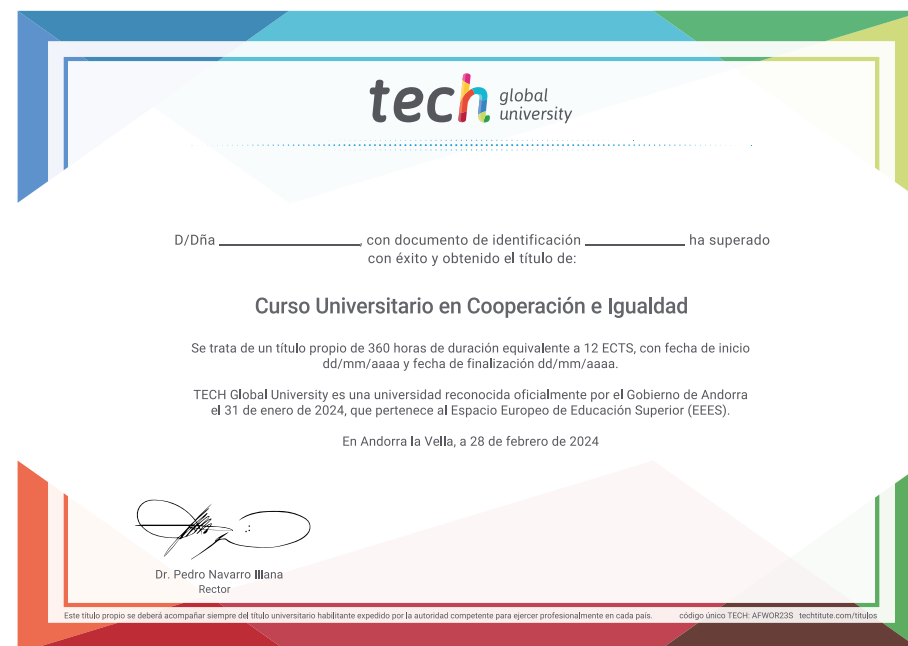 tech global university
D/Dña ____________________, con documento de identificación ______________ ha superado
con éxito y obtenido el título de:
Curso Universitario en Cooperación e Igualdad
Se trata de un título propio de 360 horas de duración equivalente a 12 ECTS, con fecha de inicio
dd/mm/aaaa y fecha de finalización dd/mm/aaaa.
TECH Global University es una universidad reconocida oficialmente por el Gobierno de Andorra
el 31 de enero de 2024, que pertenece al Espacio Europeo de Educación Superior (EEES).
En Andorra la Vella, a 28 de febrero de 2024
Dr. Pedro Navarro Illana
Rector
Este título propio se deberá acompañar siempre del título universitario habilitante expedido por la autoridad competente para ejercer profesionalmente en cada país. código único TECH: AFWOR23S techtitute.com/titulos